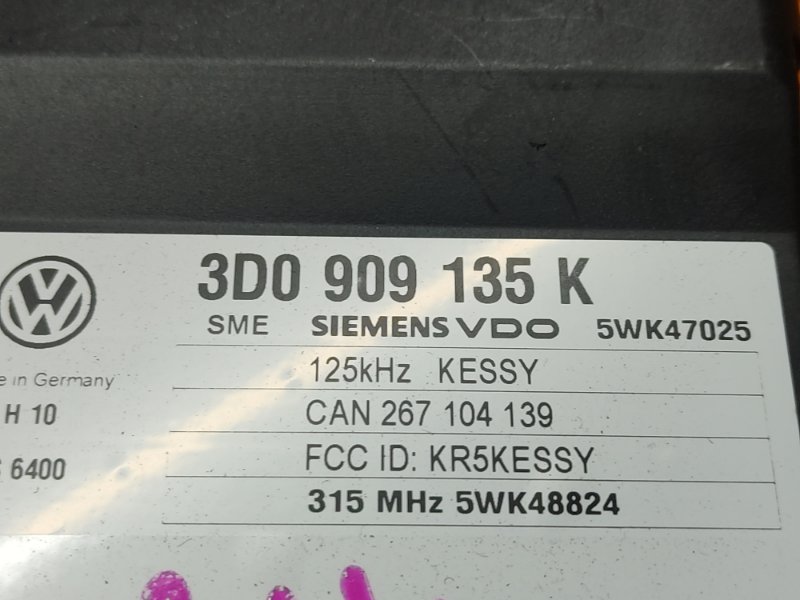 3D0 909 135 K
SME SIEMENS VDO 5WK47025
125kHz KESSY
in Germany
CAN 267 104 139
H 10
FCC ID: KR5KESSY
6400
315 MHz 5WK48824